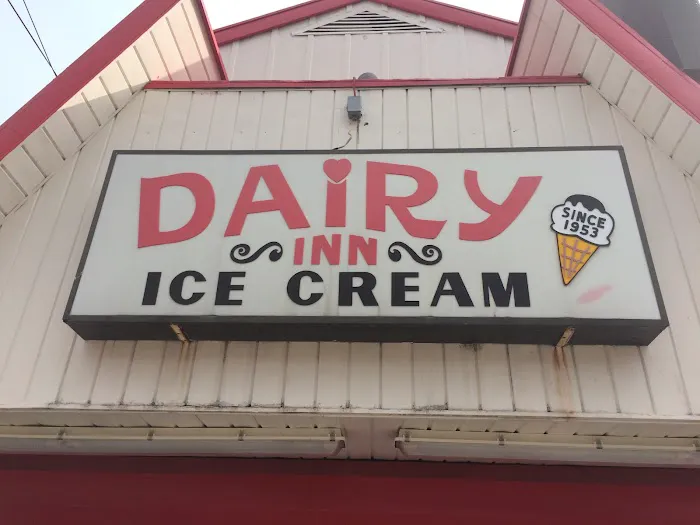 DAiRY
INN
ICE CREAM
SINCE
1953